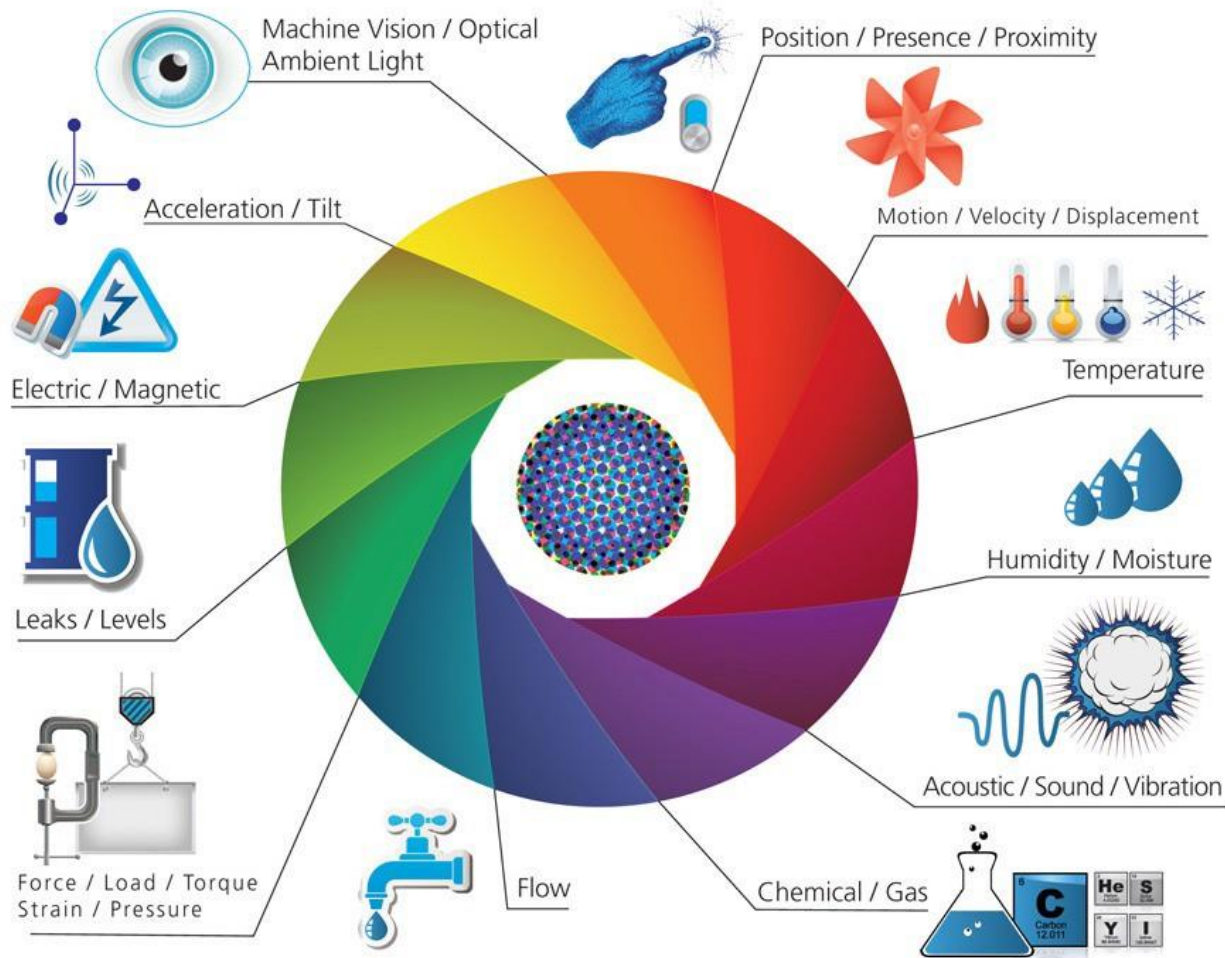 Machine Vision / Optical
Ambient Light
Position / Presence / Proximity
Acceleration / Tilt
Motion / Velocity / Displacement
Electric / Magnetic
Temperature
Leaks / Levels
Humidity / Moisture
Acoustic / Sound / Vibration
Force / Load / Torque
Strain / Pressure
Flow
Chemical / Gas
6
C
Carbon
12.011
He
S
Y
I